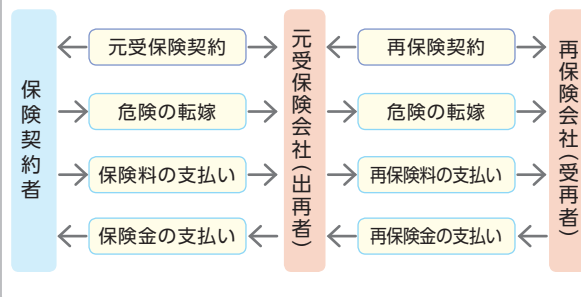 保険契約者
元受保険契約
危険の転嫁
保険料の支払い
保険金の支払い
元受保険会社（出再者）
再保険契約
危険の転嫁
再保険料の支払い
再保険金の支払い
再保険会社（受再者）